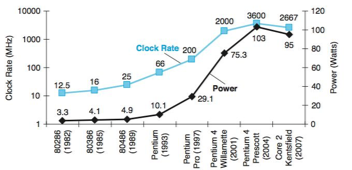 10000
1000
100
10
1
Clock Rate (MHz)
120
100
80
60
40
20
0
Power (Watts)
Clock Rate
Power
12.5
16
25
66
200
2000
3600
2667
3.3
4.1
4.9
10.1
29.1
75.3
103
95
80286
(1982)
80386
(1985)
80486
(1989)
Pentium
(1993)
Pentium
Pro (1997)
Pentium 4
Willamette
(2001)
Pentium 4
Prescott
(2004)
Core 2
Kentsfield
(2007)